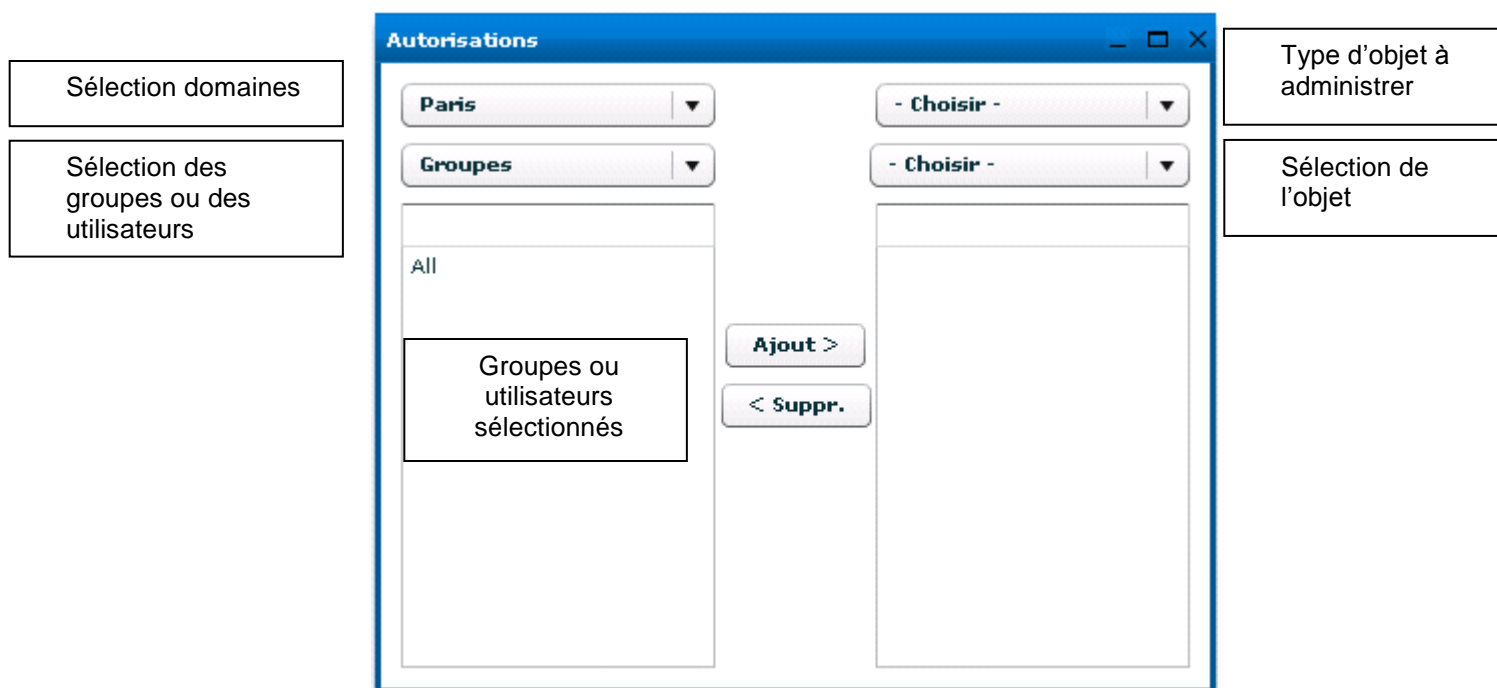 Autorisations
Sélection domaines
Type d’objet à
administrer
Paris
- Choisir -
Sélection des
groupes ou des
utilisateurs
Groupes
- Choisir -
Sélection de
l’objet
All
Groupes ou
utilisateurs
sélectionnés
Ajout >
< Suppr.